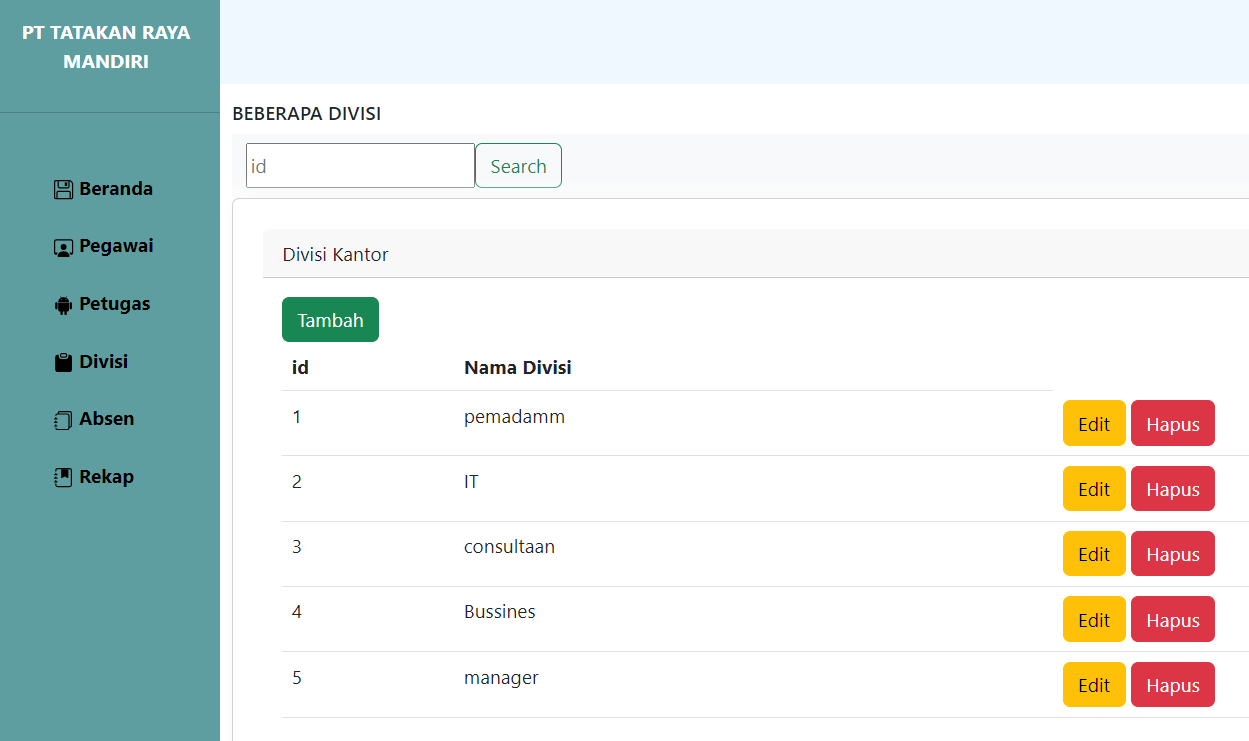 PT TATAKAN RAYA
MANDIRI
Beranda
Pegawai
Petugas
Divisi
Absen
Rekap
BEBERAPA DIVISI
id Search
Divisi Kantor
Tambah
id Nama Divisi
1 pemadamm Edit Hapus
2 IT Edit Hapus
3 consultaan Edit Hapus
4 Bussines Edit Hapus
5 manager Edit Hapus